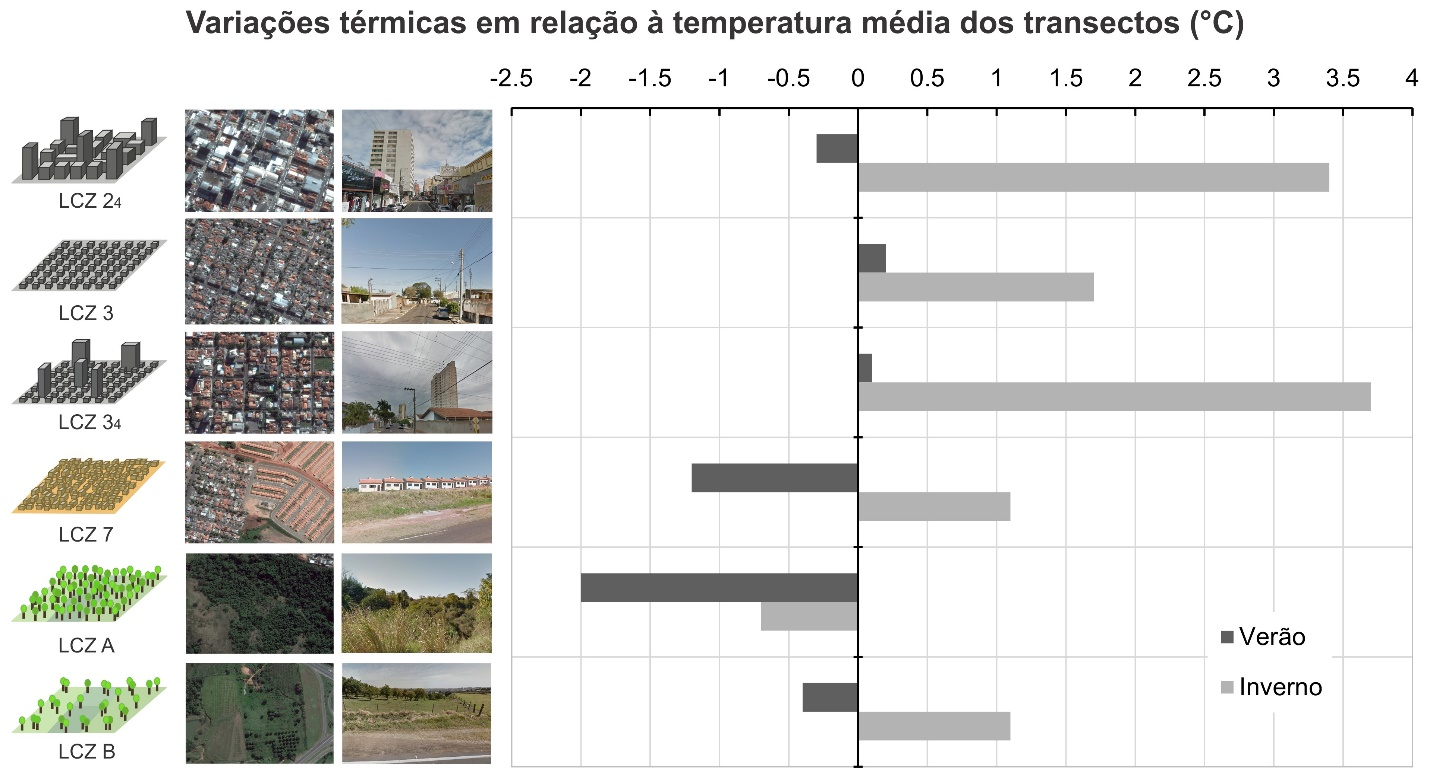 Variações térmicas em relação à temperatura média dos transectos (°C)
-2.5 -2 -1.5 -1 -0.5 0 0.5 1 1.5 2 2.5 3 3.5 4
LCZ 24
LCZ 3
LCZ 34
LCZ 7
LCZ A
LCZ B
Verão
Inverno